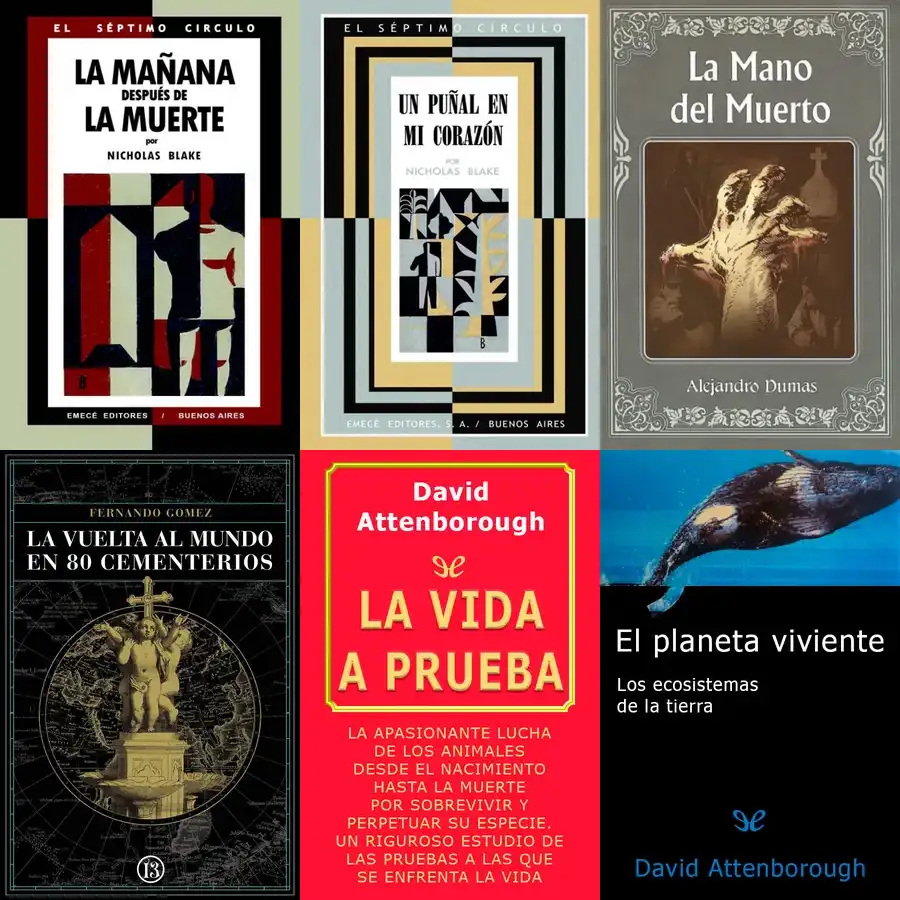 EL SÉPTIMO CIRCULO
LA MAÑANA
DESPUÉS DE
LA MUERTE
por
NICHOLAS BLAKE
B
EMECÉ EDITORES / BUENOS AIRES
EL SÉPTIMO CIRCULO
UN PUÑAL EN
MI CORAZÓN
POR
NICHOLAS BLAKE
B
EMECÉ EDITORES, S. A. / BUENOS AIRES
La Mano
del Muerto
Alejandro Dumas
FERNANDO GOMEZ
LA VUELTA AL MUNDO
EN 80 CEMENTERIOS
13
David
Attenborough
LA VIDA
A PRUEBA
LA APASIONANTE LUCHA
DE LOS ANIMALES
DESDE EL NACIMIENTO
HASTA LA MUERTE
POR SOBREVIVIR Y
PERPETUAR SU ESPECIE.
UN RIGUROSO ESTUDIO DE
LAS PRUEBAS A LAS QUE
SE ENFRENTA LA VIDA
El planeta viviente
Los ecosistemas
de la tierra
David Attenborough